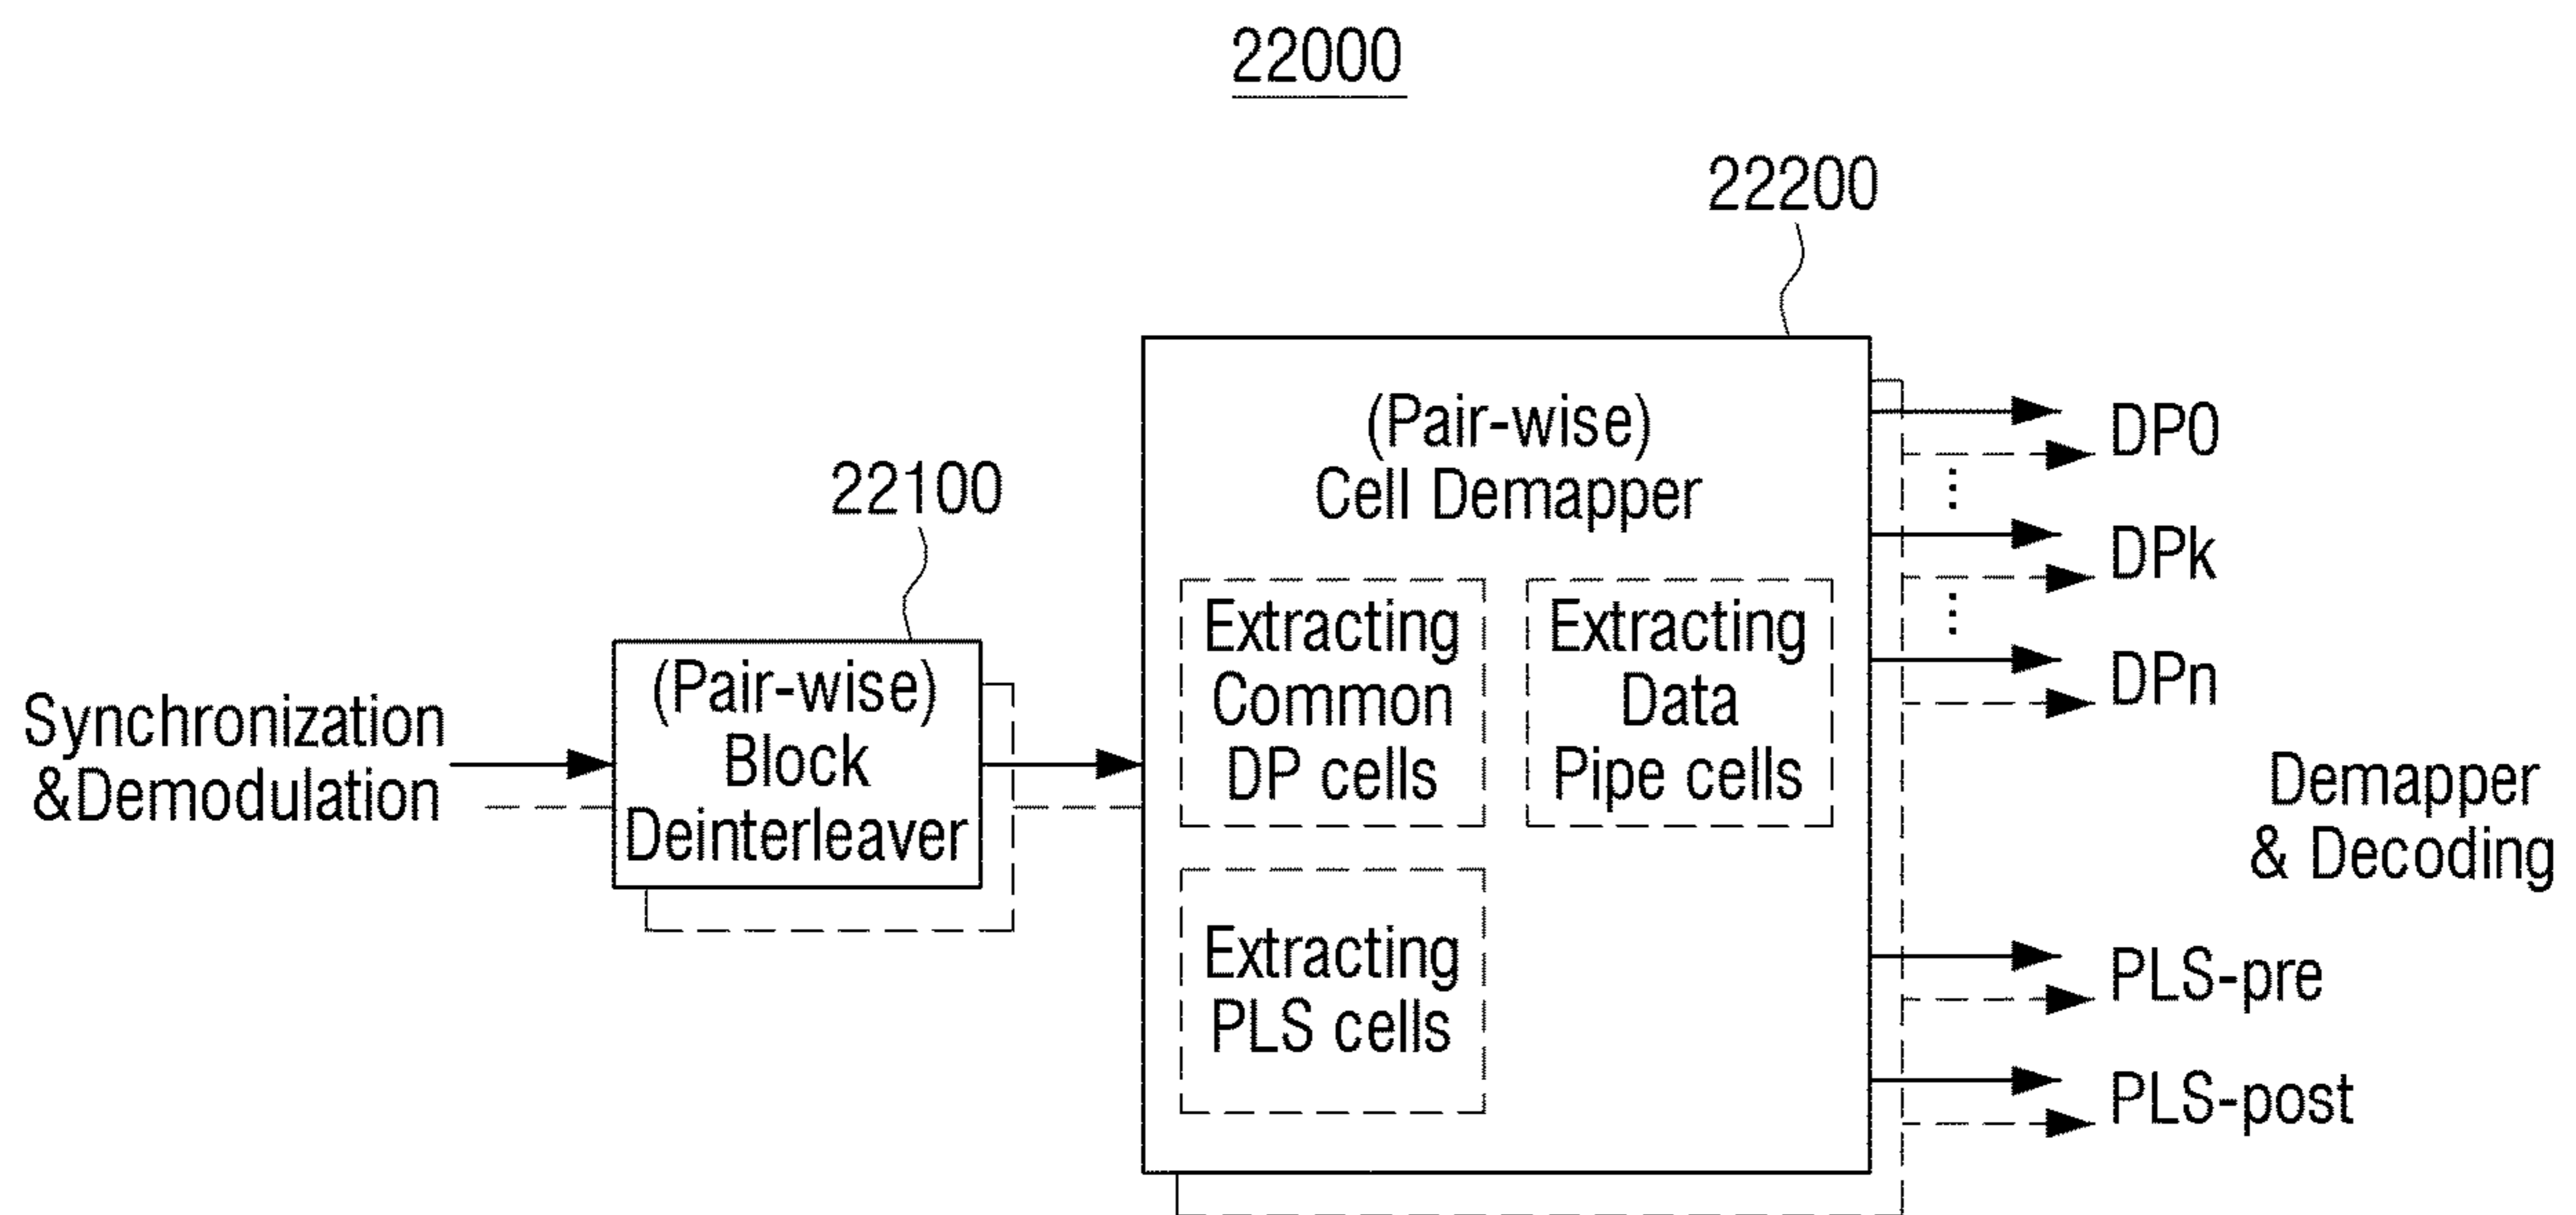 22000
22200
22100
Synchronization
&Demodulation
(Pair-wise)
Block
Deinterleaver
(Pair-wise)
Cell Demapper
Extracting
Common
DP cells
Extracting
Data
Pipe cells
Extracting
PLS cells
DP0
DPk
DPn
Demapper
& Decoding
PLS-pre
PLS-post